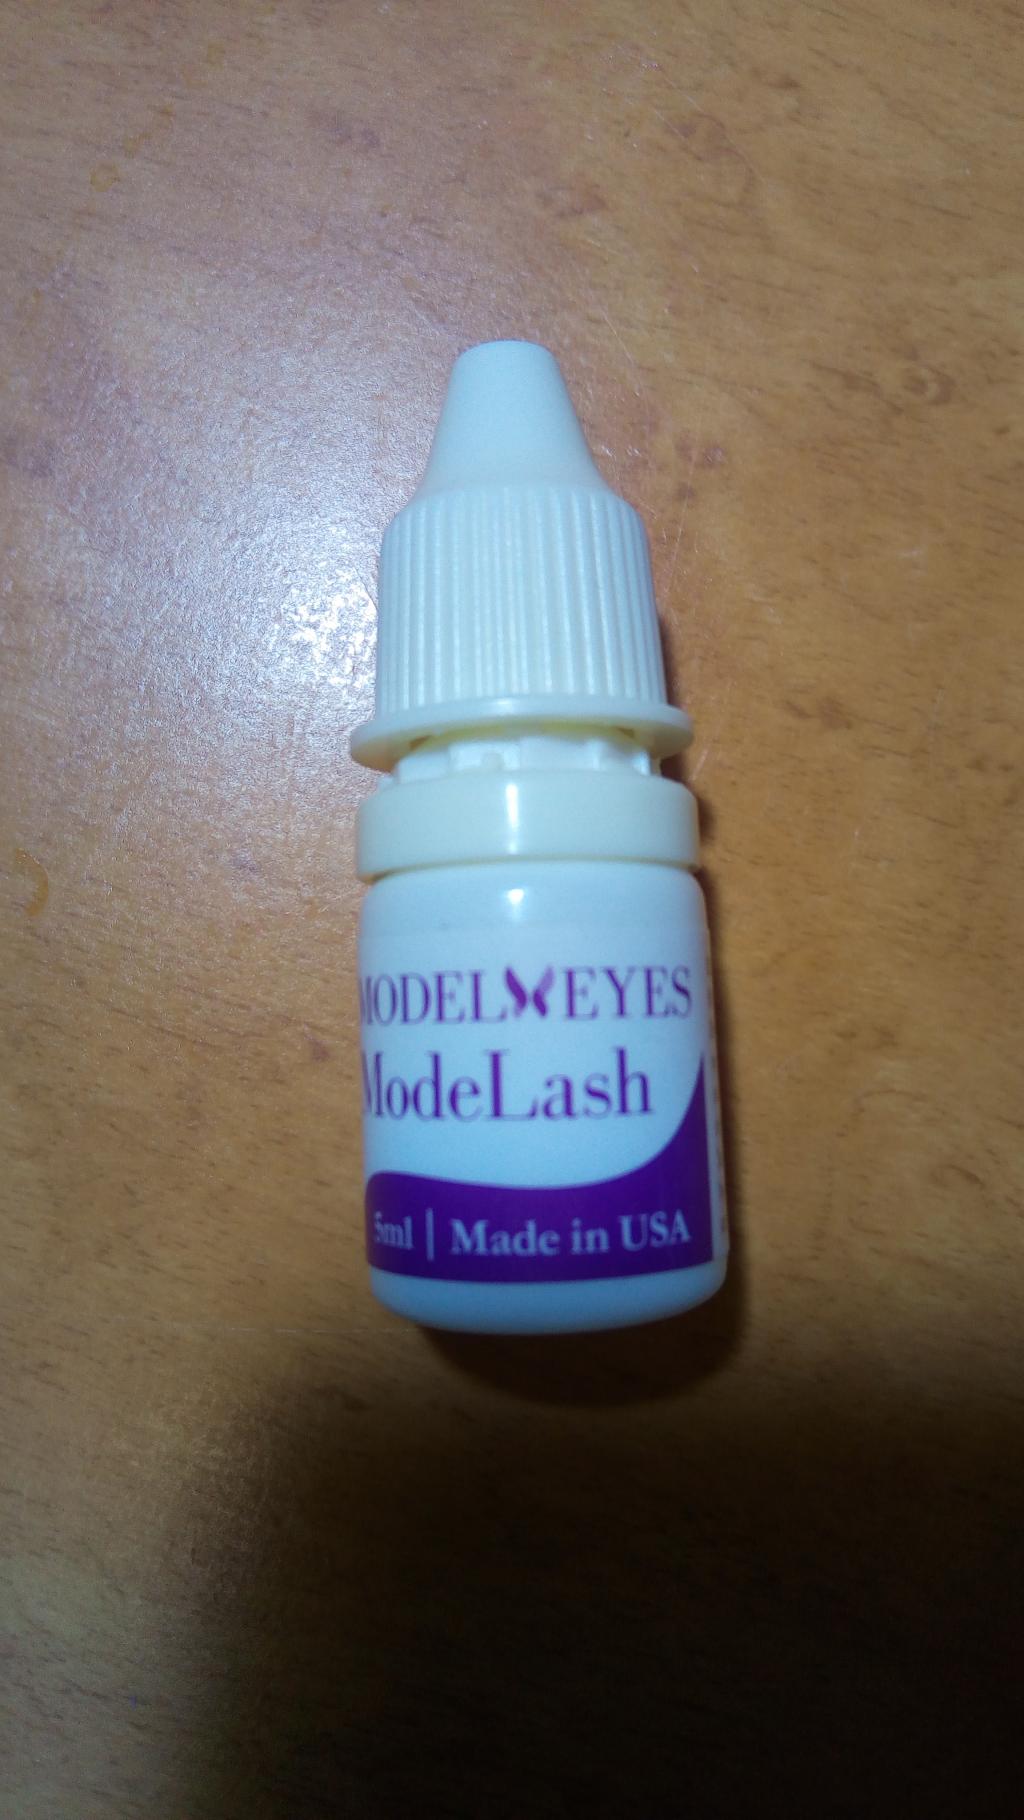 MODEL EYES
ModeLash
5ml | Made in USA